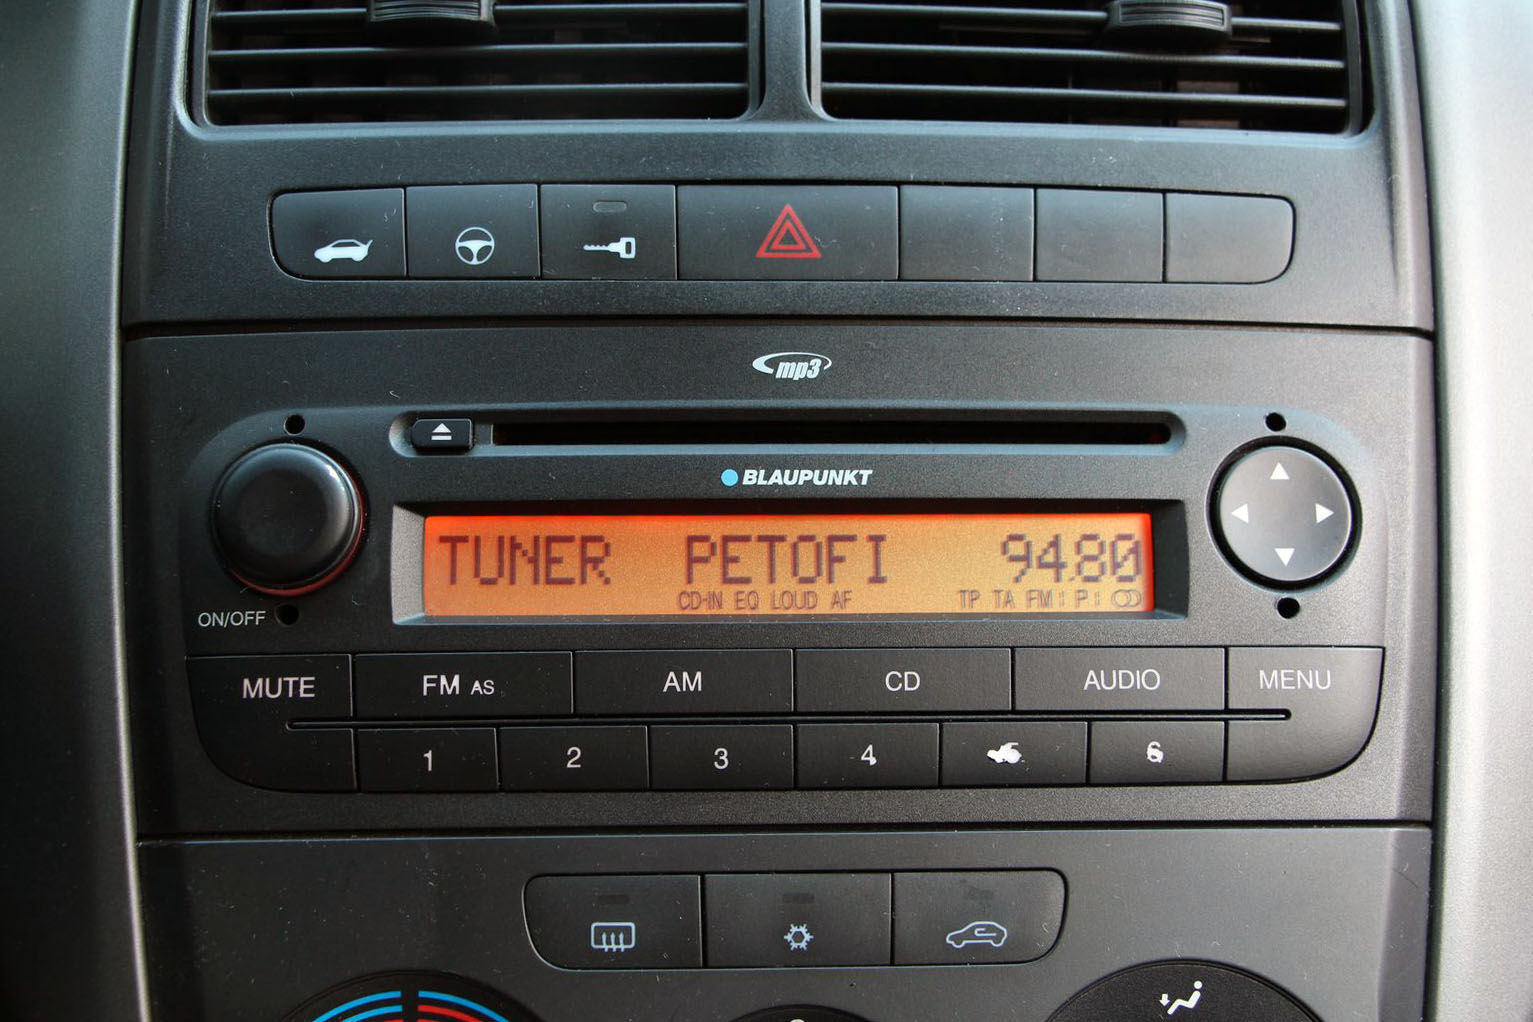 mp3
BLAUPUNKT
TUNER PETOFI 94.80
CD-IN EQ LOUD AF TP TA FM
ON/OFF
MUTE FM AS AM CD AUDIO MENU
1 2 3 4 6